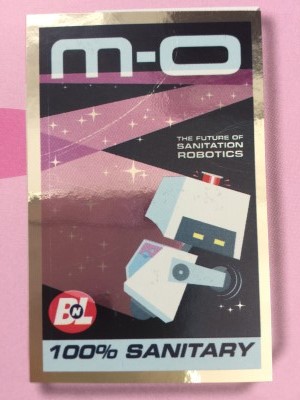 M-O
THE FUTURE OF
SANITATION
ROBOTICS
BNL
100% SANITARY